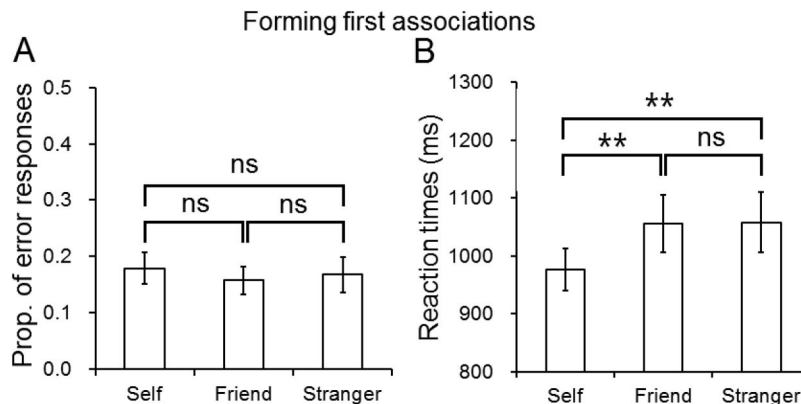 Forming first associations
A
Prop. of error responses
0.5
0.4
0.3
0.2
0.1
0.0
ns
ns
ns
Self
Friend
Stranger
B
Reaction times (ms)
1300
1200
1100
1000
900
800
**
**
ns
Self
Friend
Stranger